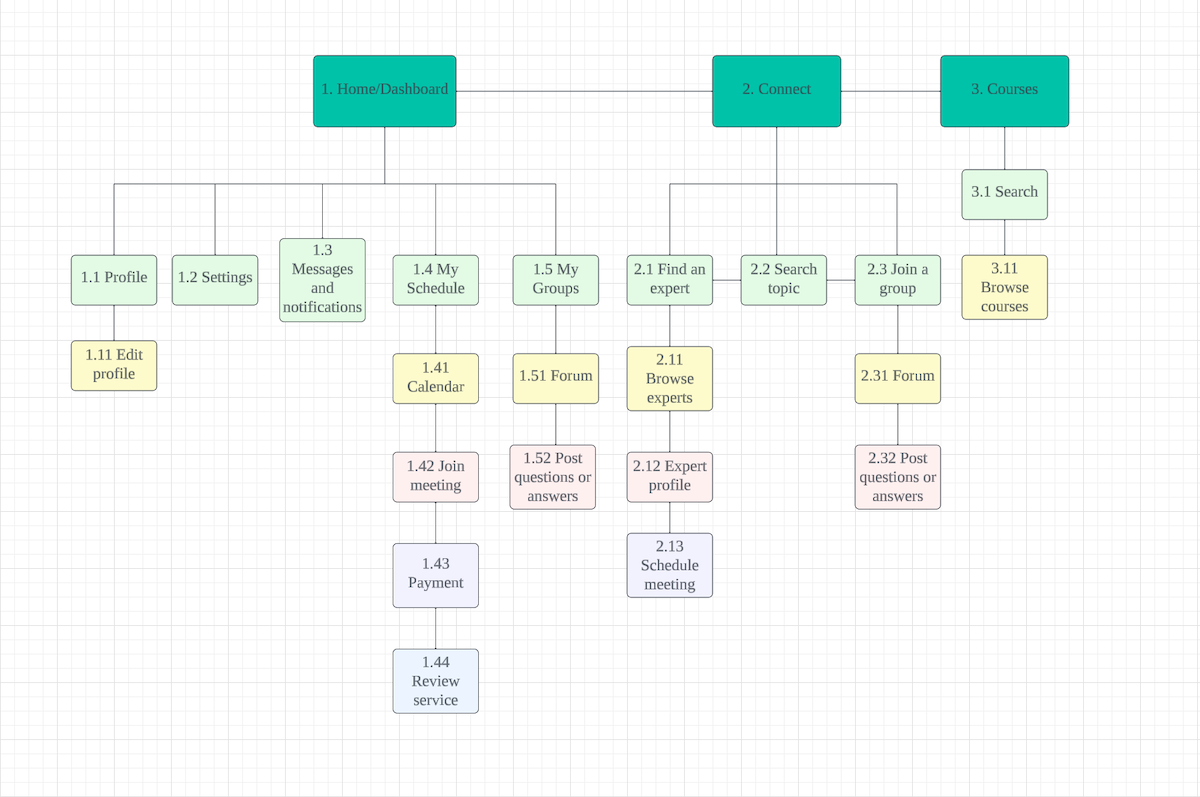 1. Home/Dashboard
2. Connect
3. Courses
1.1 Profile
1.2 Settings
1.3
Messages
and
notifications
1.4 My
Schedule
1.5 My
Groups
2.1 Find an
expert
2.2 Search
topic
2.3 Join a
group
3.1 Search
3.11
Browse
courses
1.11 Edit
profile
1.41
Calendar
1.51 Forum
2.11
Browse
experts
2.31 Forum
1.42 Join
meeting
1.52 Post
questions or
answers
2.12 Expert
profile
2.32 Post
questions or
answers
1.43
Payment
2.13
Schedule
meeting
1.44
Review
service